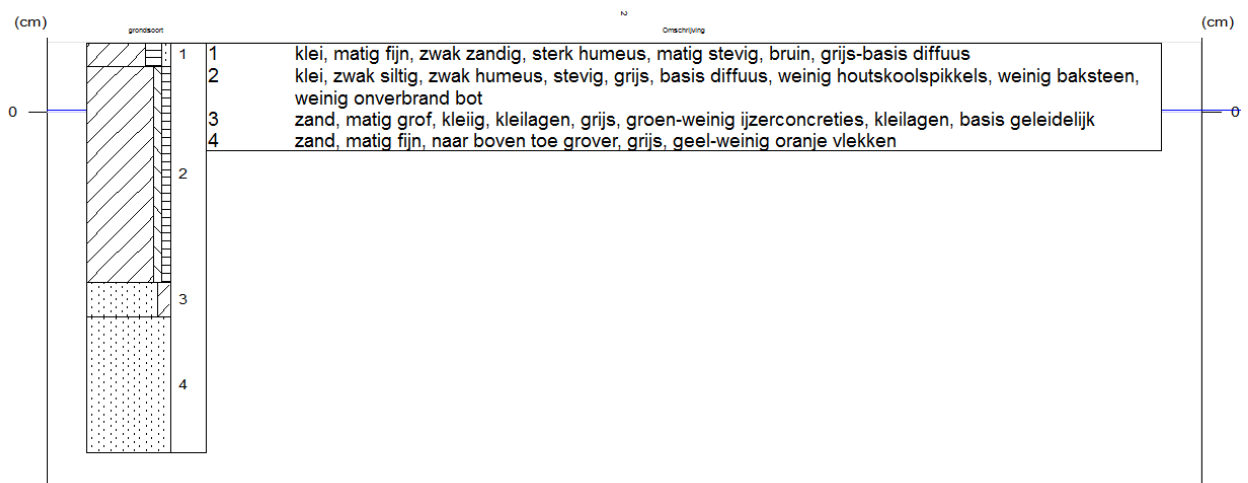 2
(cm)
grondsoort
Omschrijving
(cm)
1
1 klei, matig fijn, zwak zandig, sterk humeus, matig stevig, bruin, grijs-basis diffuus
2 klei, zwak siltig, zwak humeus, stevig, grijs, basis diffuus, weinig houtskoolspikkels, weinig baksteen,
weinig onverbrand bot
0
0
3 zand, matig grof, kleiig, kleilagen, grijs, groen-weinig ijzerconcreties, kleilagen, basis geleidelijk
4 zand, matig fijn, naar boven toe grover, grijs, geel-weinig oranje vlekken
2
3
4